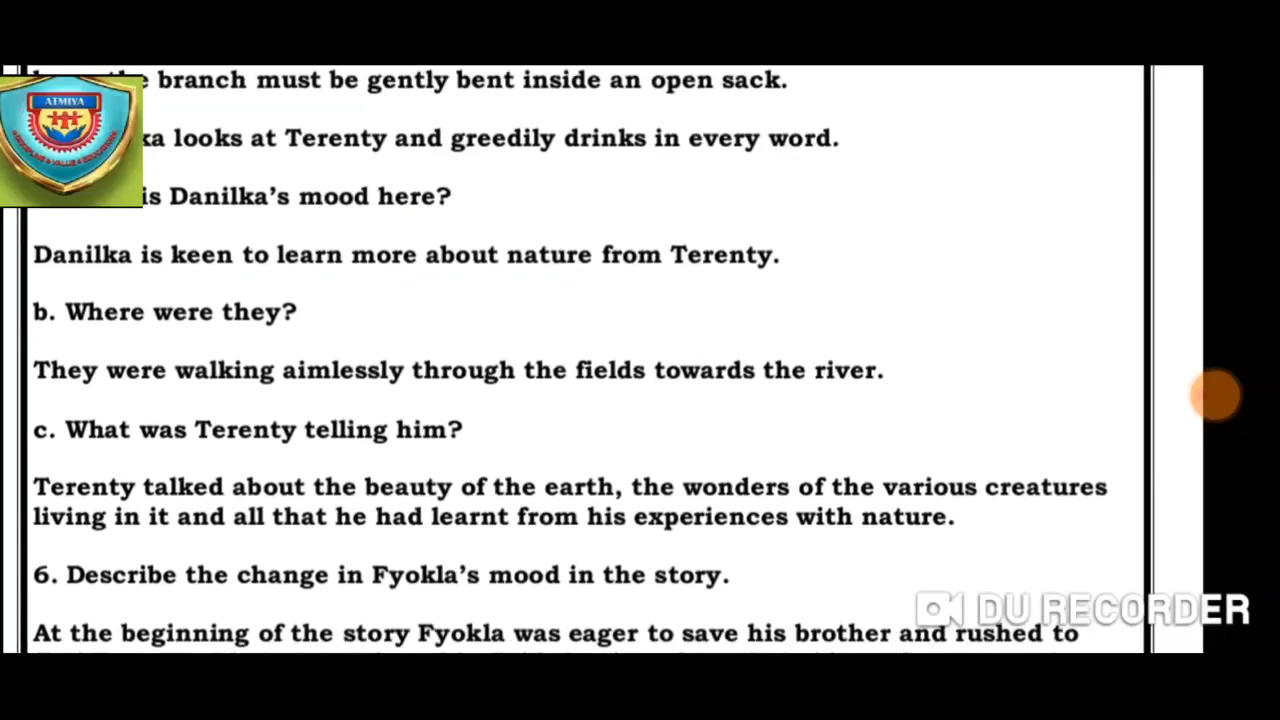 branch must be gently bent inside an open sack.
ATMIYA
looks at Terenty and greedily drinks in every word.
is Danilka's mood here?
Danilka is keen to learn more about nature from Terenty.
b. Where were they?
They were walking aimlessly through the fields towards the river.
c. What was Terenty telling him?
Terenty talked about the beauty of the earth, the wonders of the various creatures
living in it and all that he had learnt from his experiences with nature.
6. Describe the change in Fyokla's mood in the story.
DU RECORDER
At the beginning of the story Fyokla was eager to save his brother and rushed to